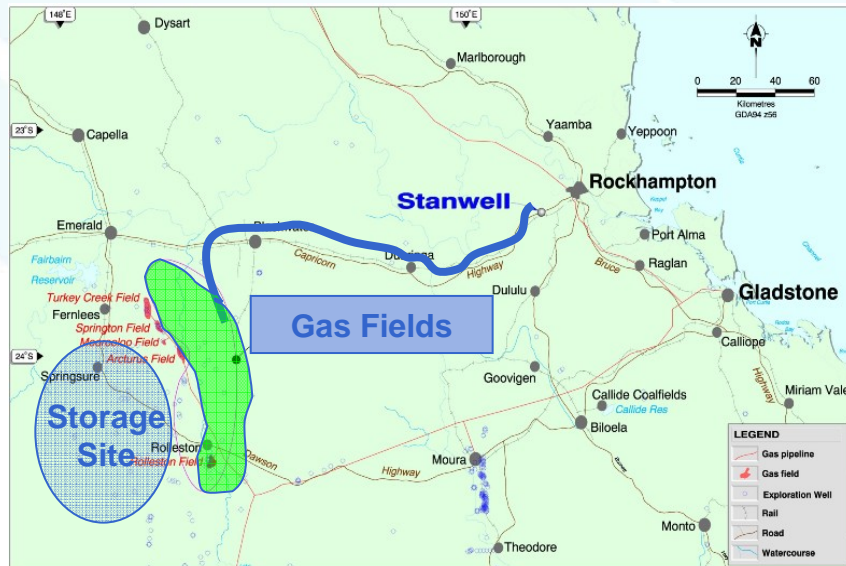 148°E
150°E
Dysart
Marlborough
N
0 20 40 60
Kilometres
GDA94 z56
23°S
Capella
Yaamba
Yeppoon
Rockhampton
Stanwell
Emerald
Capricorn
Highway
Port Alma
Fairbairn
Reservoir
Bruce
Raglan
Turkey Creek Field
Fernlees
Dululu
Gladstone
Gas Fields
Springton Field
Calliope
24°S
Arcturus Field
Springsure
Goovigen
Highway
Callide Coalfields
Callide Res
Miriam Vale
Storage
Site
Biloela
Rolleston
Rolleston Field
Dawson
Highway
Moura
Monto
Theodore
LEGEND
Gas pipeline
Gas field
Exploration Well
Rail
Road
Watercourse